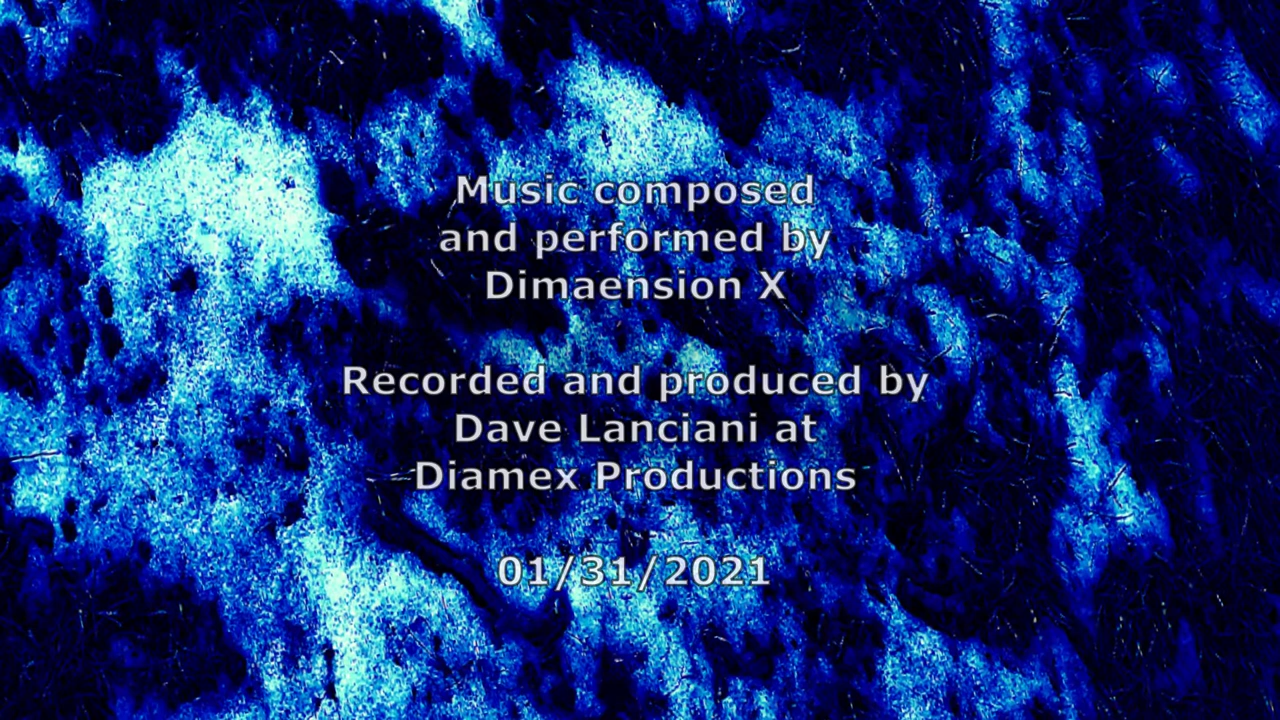 Music composed
and performed by
Dimaension X
Recorded and produced by
Dave Lanciani at
Diamex Productions
01/31/2021